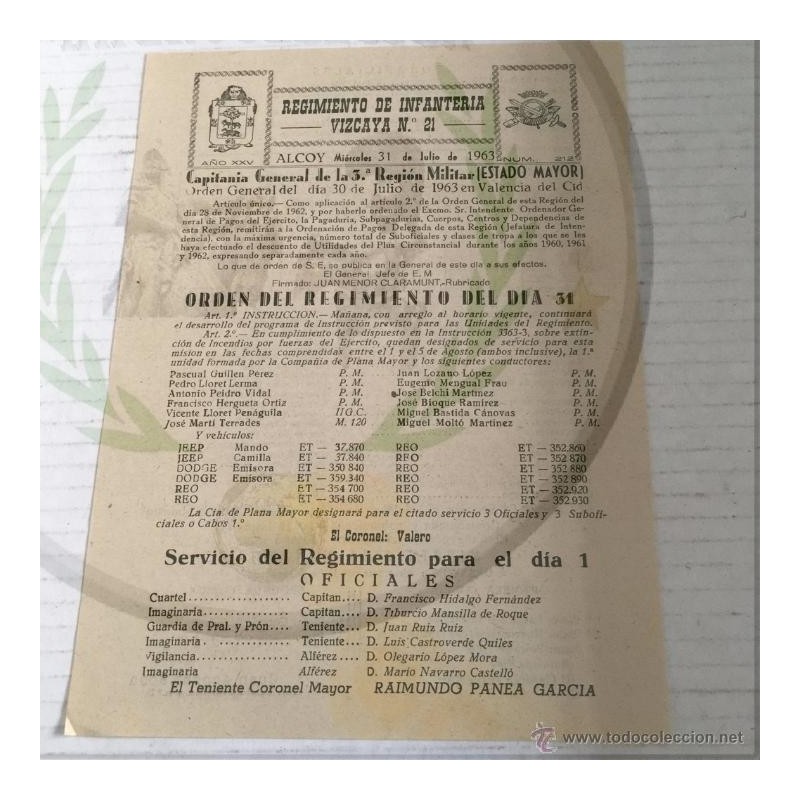 REGIMIENTO DE INFANTERIA
VIZCAYA N.º 21
AÑO XXV ALCOY Miércoles 31 de Julio de 1963 NUM. 212
Capitania General de la 3.ª Región Militar (ESTADO MAYOR)
Orden General del día 30 de Julio de 1963 en Valencia del Cid
Artículo único.— Como aplicación al artículo 2.º de la Orden General de esta Región del
día 28 de Noviembre de 1962, y por haberlo ordenado el Excmo. Sr. Intendente Ordenador Ge-
neral de Pagos del Ejercito, la Pagaduría, Subpagadurias, Cuerpos, Centros y Dependencias de
esta Región, remitirán a la Ordenación de Pagos Delegada de esta Región (Jefatura de Inten-
dencia). con la máxima urgencia, número total de Suboficiales y clases de tropa a los que se les
haya efectuado el descuento de Utilidades del Plus Circunstancial durante los años 1960, 1961
y 1962, expresando separadamente cada año.
Lo que de orden de S. E, se publica en la General de este día a sus efectos.
El General Jefe de E. M
Firmado: JUAN MENOR CLARAMUNT.-Rubricado
ORDEN DEL REGIMIENTO DEL DIA 31
Art. 1.º INSTRUCCION.— Mañana, con arreglo al horario vigente, continuará
el desarrollo del programa de Instrucción previsto para las Unidades del Regimiento.
Art. 2.º.— En cumplimiento de lo dispuesto en la Instrucción 3363-3, sobre extin-
ción de Incendios por fuerzas del Ejercito, quedan designados de servicio para esta
mision en las fechas comprendidas entre el 1 y el 5 de Agosto (ambos inclusive), la 1.ª
unidad formada por la Compañia de Plana Mayor y los siguientes conductores:
Pascual Guillen Pérez P. M. Juan Lozano López P. M.
Pedro Lloret Lerma P. M. Eugenio Mengual Frau P. M.
Antonio Peidro Vidal P. M. Jose Belchi Martínez P. M.
Francisco Hergueta Ortiz P. M. José Bioque Ramírez P. M.
Vicente Lloret Penáguila II G.C. Miguel Bastida Cánovas P. M.
José Martí Terrades M. 120 Miguel Moltó Martínez P. M.
Y vehículos:
JEEP Mando ET — 37.870 REO ET — 352.860
JEEP Camilla ET — 37.840 REO ET — 352.870
DODGE Emisora ET — 350.840 REO ET — 352.880
DODGE Emisora ET — 359.340 REO ET — 352.890
REO ET — 354.700 REO ET — 352.920
REO ET — 354.680 REO ET — 352.930
La Cia. de Plana Mayor designará para el citado servicio 3 Oficiales y 3 Subofi-
ciales o Cabos 1.º
El Coronel: Valero
Servicio del Regimiento para el día 1
OFICIALES
Cuartel Capitan.... D. Francisco Hidalgo Fernández
Imaginaria Capitan.... D. Tiburcio Mansilla de Roque
Guardia de Pral. y Prón.... Teniente... D. Juan Ruiz Ruiz
Imaginaria Teniente... D. Luis Castroverde Quiles
Vigilancia Alférez.... D. Olegario López Mora
Imaginaria Alférez D. Mario Navarro Castelló
El Teniente Coronel Mayor RAIMUNDO PANEA GARCIA
www.todocoleccion.net